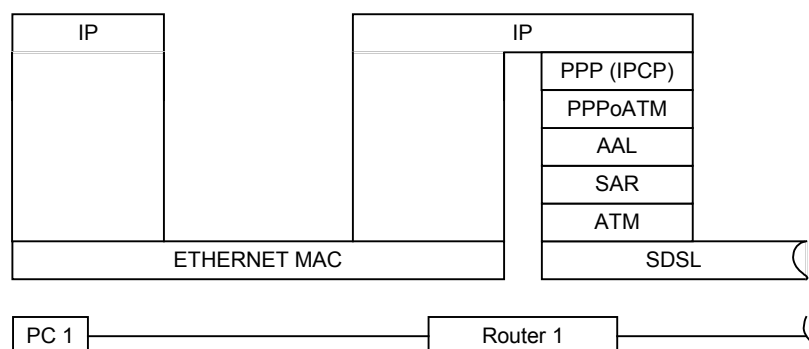 IP
IP
PPP (IPCP)
PPPoATM
AAL
SAR
ATM
ETHERNET MAC
SDSL
PC 1
Router 1